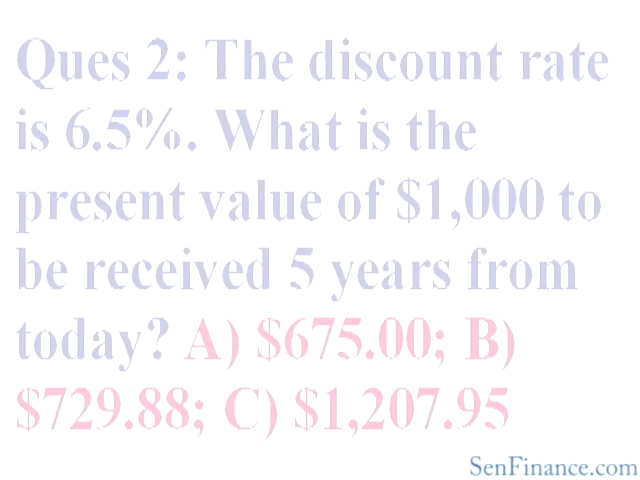 Ques 2: The discount rate
is 6.5%. What is the
present value of $1,000 to
be received 5 years from
today? A) $675.00; B)
$729.88; C) $1,207.95
SenFinance.com